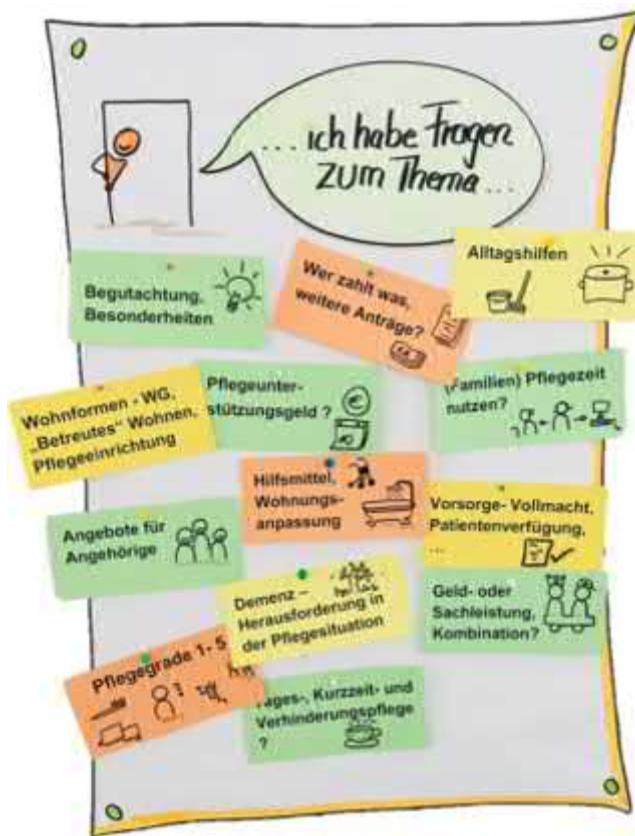 ... ich habe Fragen
zum Thema ...
Alltagshilfen
Wer zahlt was,
weitere Anträge?
Begutachtung,
Besonderheiten
(Familien) Pflegezeit
nutzen?
Pflegeunter-
stützungsgeld ?
Wohnformen - WG,
„Betreutes“ Wohnen,
Pflegeeinrichtung
Hilfsmittel,
Wohnungs-
anpassung
Vorsorge- Vollmacht,
Patientenverfügung,
...
Angebote für
Angehörige
Demenz –
Herausforderung in
der Pflegesituation
Geld- oder
Sachleistung,
Kombination?
Pflegegrade 1- 5
Tages-, Kurzzeit- und
Verhinderungspflege
?